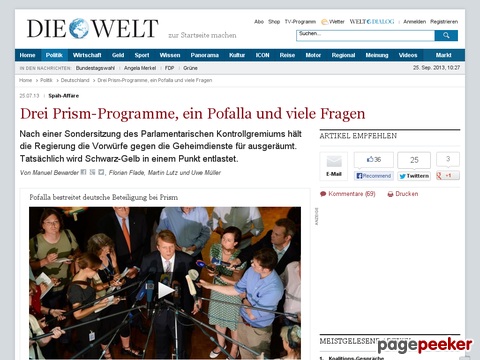 DIE WELT
zur Startseite machen
Abo Shop TV-Programm Wetter WELT DIALOG Anmelden Registrieren
Suchen...
Home Politik Wirtschaft Geld Sport Wissen Panorama Kultur ICON Reise Motor Regional Meinung Videos Markt
IN DEN NACHRICHTEN: Bundestagswahl Angela Merkel FDP Grüne
25. Sep. 2013, 10:27
Home Politik Deutschland Drei Prism-Programme, ein Pofalla und viele Fragen
25.07.13 Späh-Affäre
Drei Prism-Programme, ein Pofalla und viele Fragen
Nach einer Sondersitzung des Parlamentarischen Kontrollgremiums hält
die Regierung die Vorwürfe gegen die Geheimdienste für ausgeräumt.
Tatsächlich wird Schwarz-Gelb in einem Punkt entlastet.
Von Manuel Bewarder, Florian Flade, Martin Lutz und Uwe Müller
Pofalla bestreitet deutsche Beteiligung bei Prism
ARTIKEL EMPFEHLEN
E-Mail
36
Recommend
25
Twittern
3
+1
Kommentare (69) Drucken
ANZEIGE
MEISTGELESENE ARTIKEL
1. Koalitions-Gespräche
pagepeeker